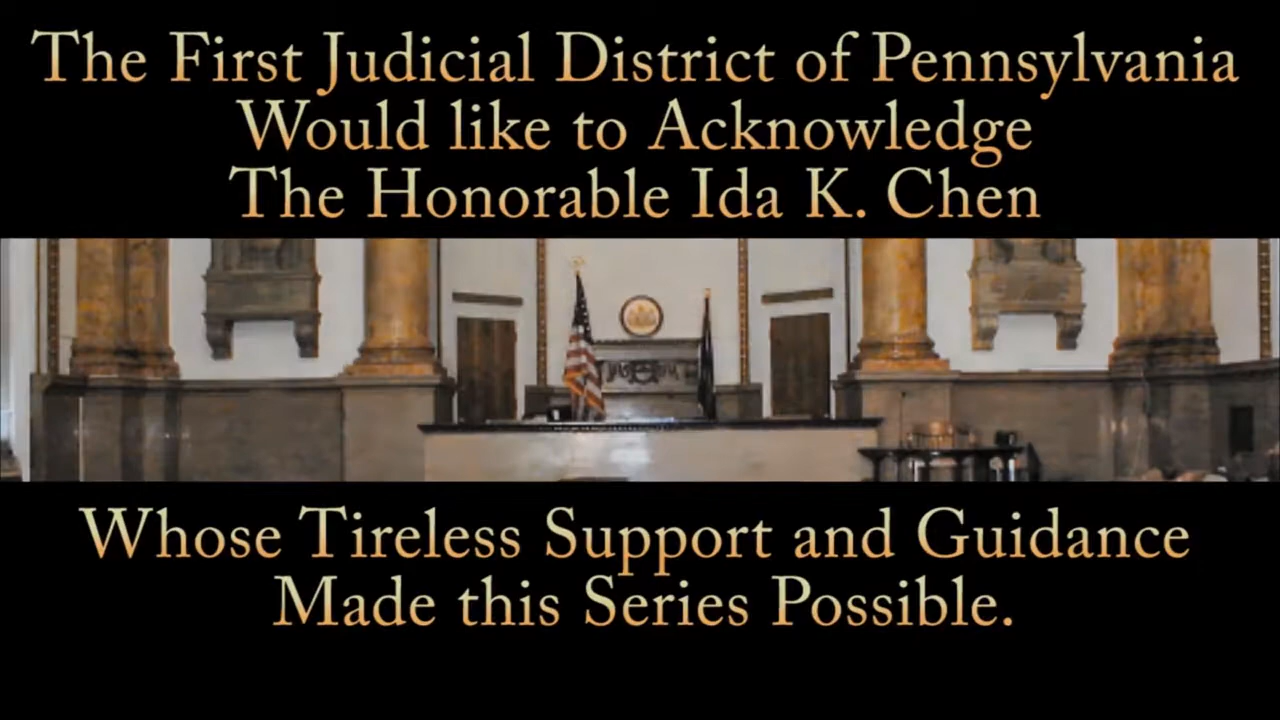 The First Judicial District of Pennsylvania
Would like to Acknowledge
The Honorable Ida K. Chen
Whose Tireless Support and Guidance
Made this Series Possible.